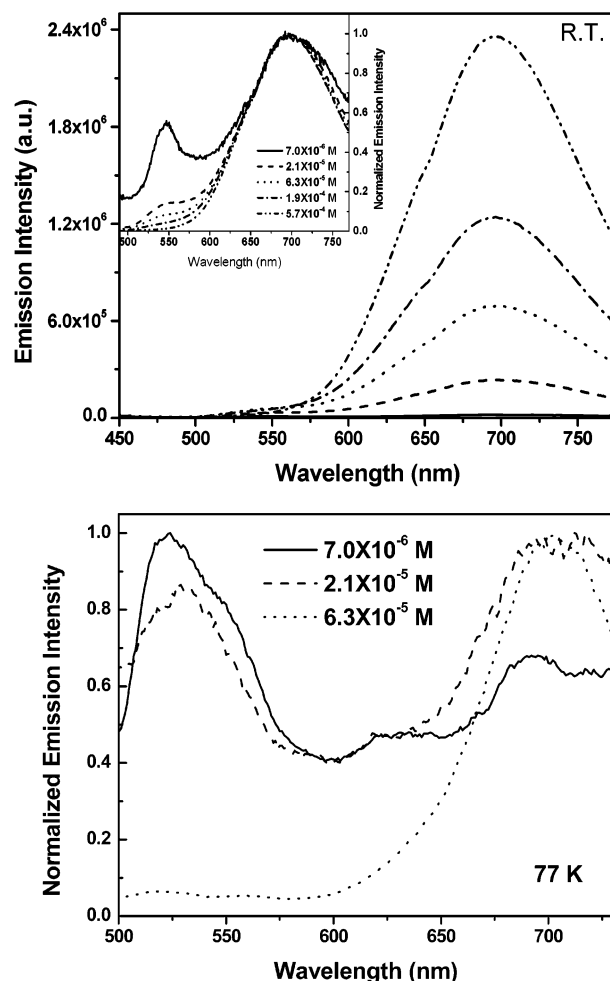 R.T.
Emission Intensity (a.u.)
2.4x10⁶
1.8x10⁶
1.2x10⁶
6.0x10⁵
0.0
450 500 550 600 650 700 750
Wavelength (nm)
7.0X10⁻⁶ M
2.1X10⁻⁵ M
6.3X10⁻⁵ M
1.9X10⁻⁴ M
5.7X10⁻⁴ M
1.0
0.8
0.6
0.4
0.2
0.0
Normalized Emission Intensity
500 550 600 650 700 750
Wavelength (nm)
Normalized Emission Intensity
1.0
0.8
0.6
0.4
0.2
0.0
7.0X10⁻⁶ M
2.1X10⁻⁵ M
6.3X10⁻⁵ M
77 K
500 550 600 650 700
Wavelength (nm)